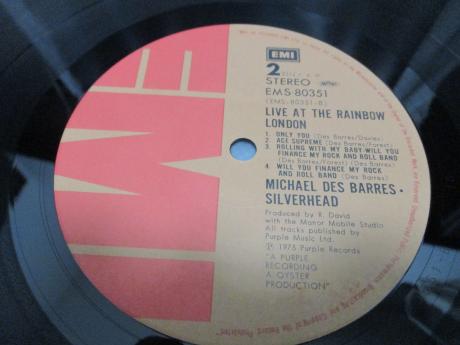 EMI
2
STEREO
EMS-80351
(EMS-80351-B)
LIVE AT THE RAINBOW
LONDON
1. ONLY YOU (Des Barres/Davies)
2. ACE SUPREME (Des Barres/Forest)
3. ROLLING WITH MY BABY-WILL YOU
FINANCE MY ROCK AND ROLL BAND
(Des Barres)
4. WILL YOU FINANCE MY ROCK
AND ROLL BAND (Des Barres)
MICHAEL DES BARRES・
SILVERHEAD
Produced by R. David
with the Manor Mobile Studio
All tracks published by
Purple Music Ltd.
℗ 1975 Purple Records
"A PURPLE
RECORDING
A OYSTER
PRODUCTION"
EMI